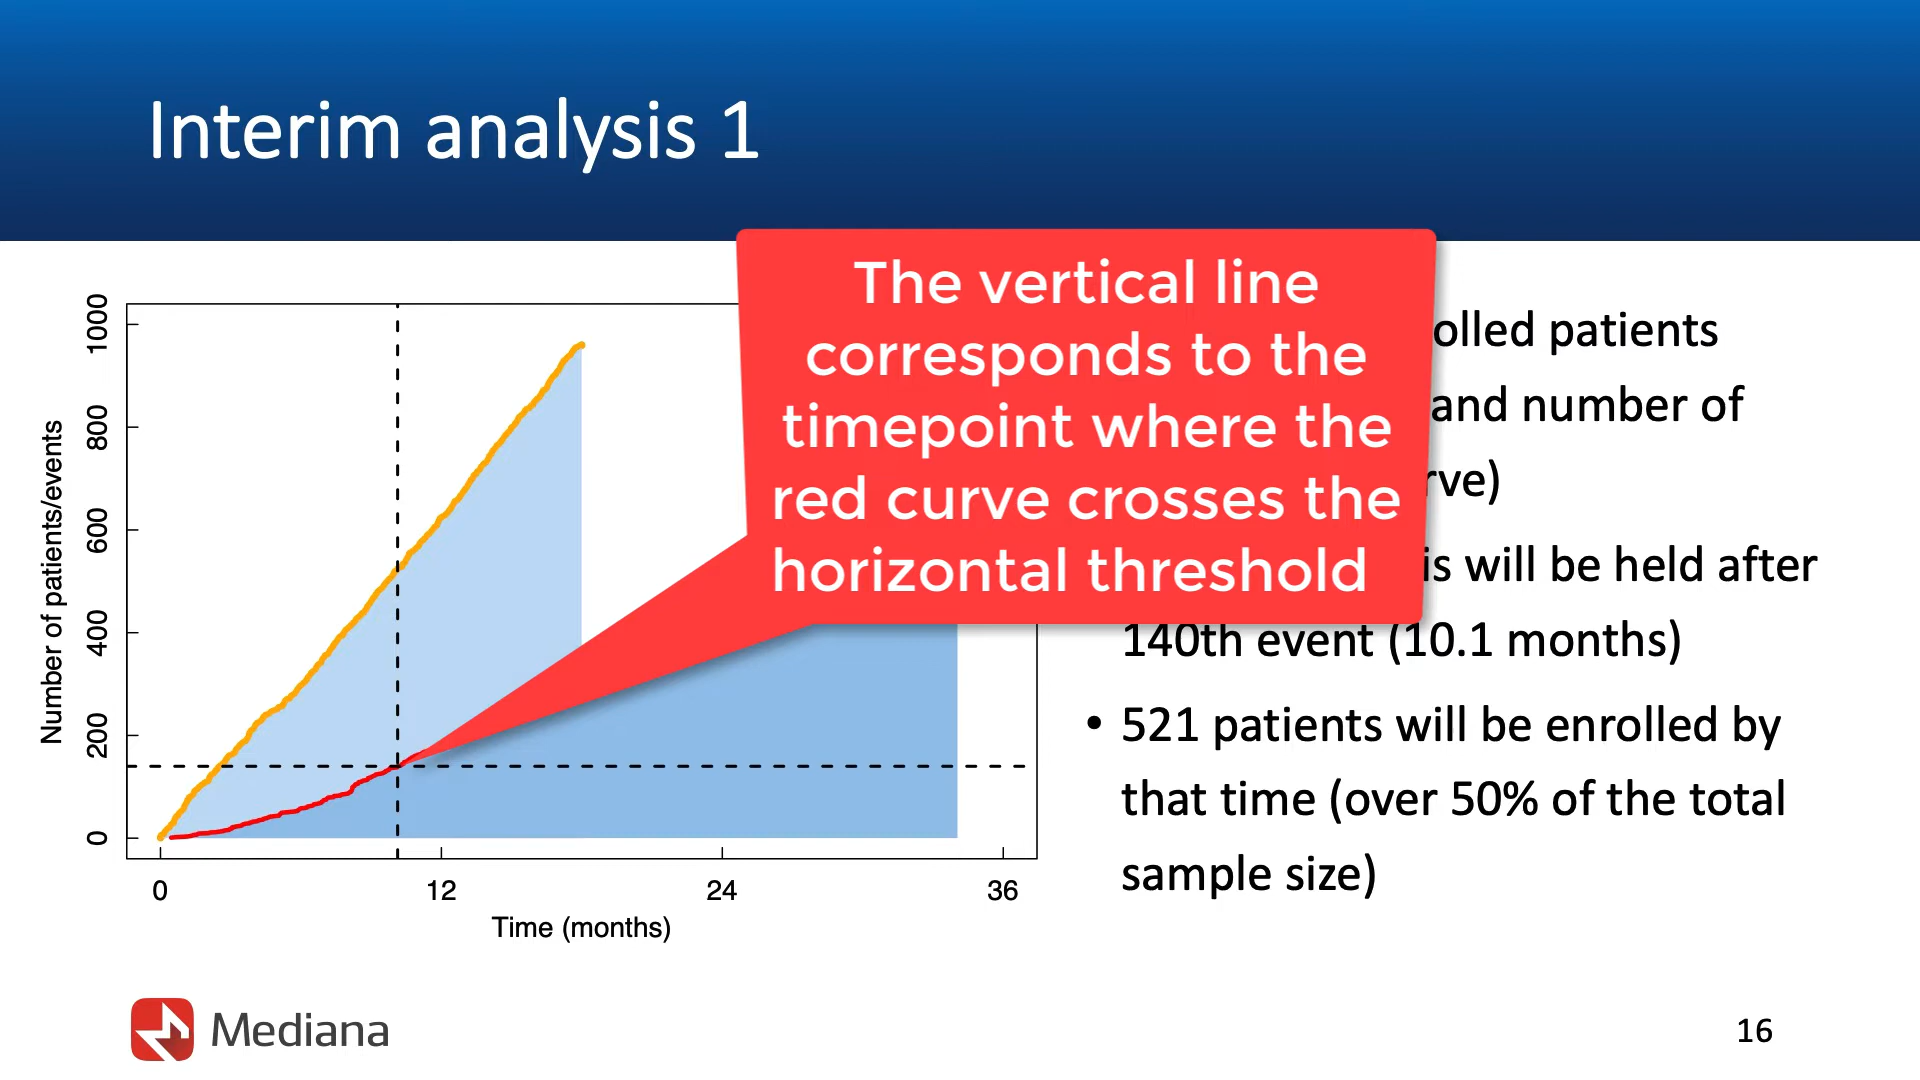 Interim analysis 1
The vertical line
corresponds to the
timepoint where the
red curve crosses the
horizontal threshold
Number of patients/events
1000
800
600
400
200
0
0 12 24 36
Time (months)
patients
and number of
will be held after
140th event (10.1 months)
• 521 patients will be enrolled by
that time (over 50% of the total
sample size)
Mediana
16